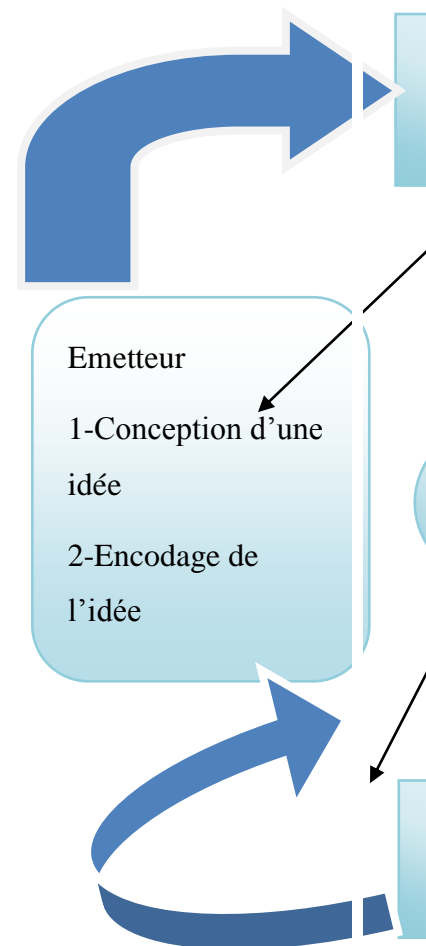 Emetteur
1-Conception d’une
idée
2-Encodage de
l’idée